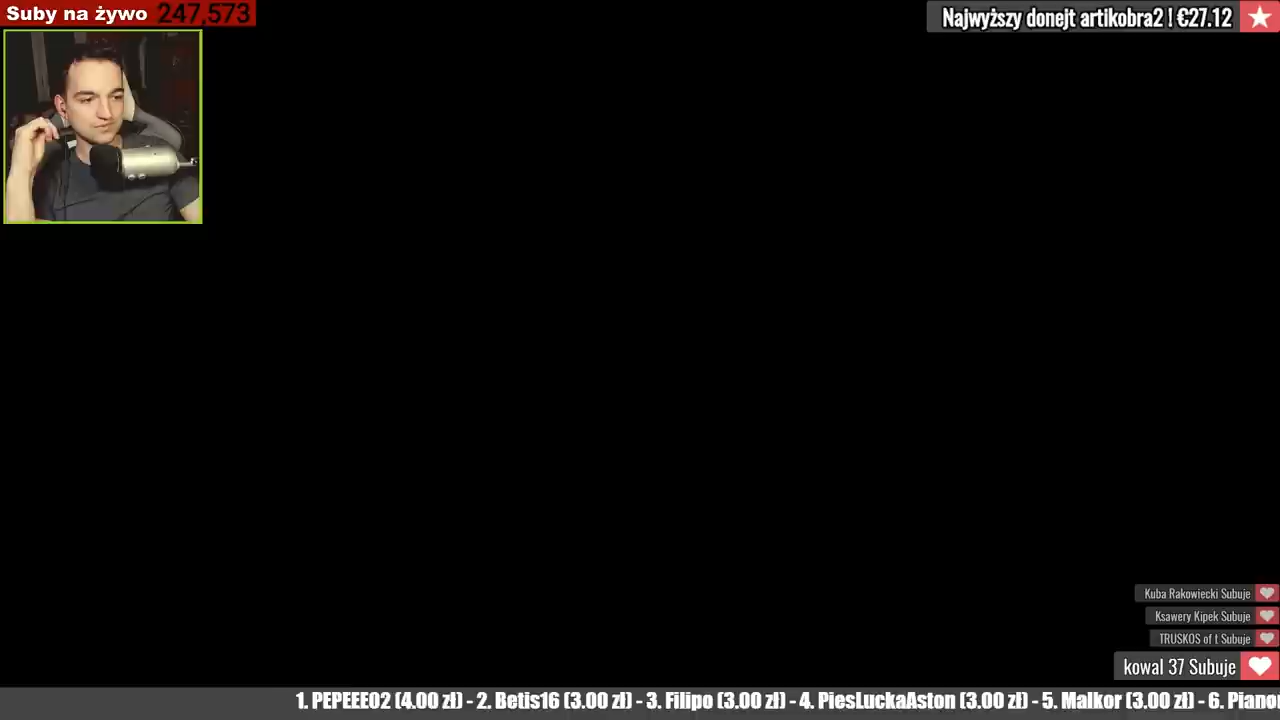 Suby na żywo 247,573
Najwyższy donejt artikobra2 ! €27.12
Kuba Rakowiecki Subuje
Ksawery Kipek Subuje
TRUSKOS of t Subuje
kowal 37 Subuje
1. PEPEEE02 (4.00 zł) - 2. Betis16 (3.00 zł) - 3. Filipo (3.00 zł) - 4. PiesLuckaAston (3.00 zł) - 5. Malkor (3.00 zł) - 6. Piano